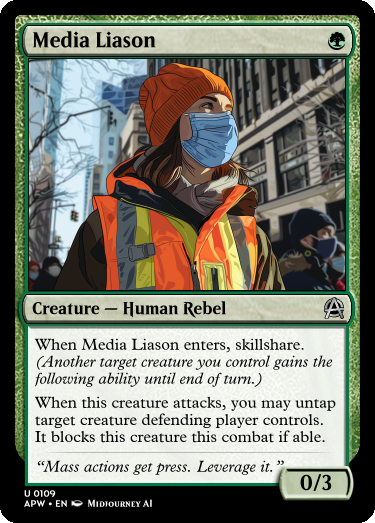 Media Liason
Creature — Human Rebel
When Media Liason enters, skillshare.
(Another target creature you control gains the
following ability until end of turn.)
When this creature attacks, you may untap
target creature defending player controls.
It blocks this creature this combat if able.
“Mass actions get press. Leverage it.”
0/3
U 0109
APW • EN Midjourney AI